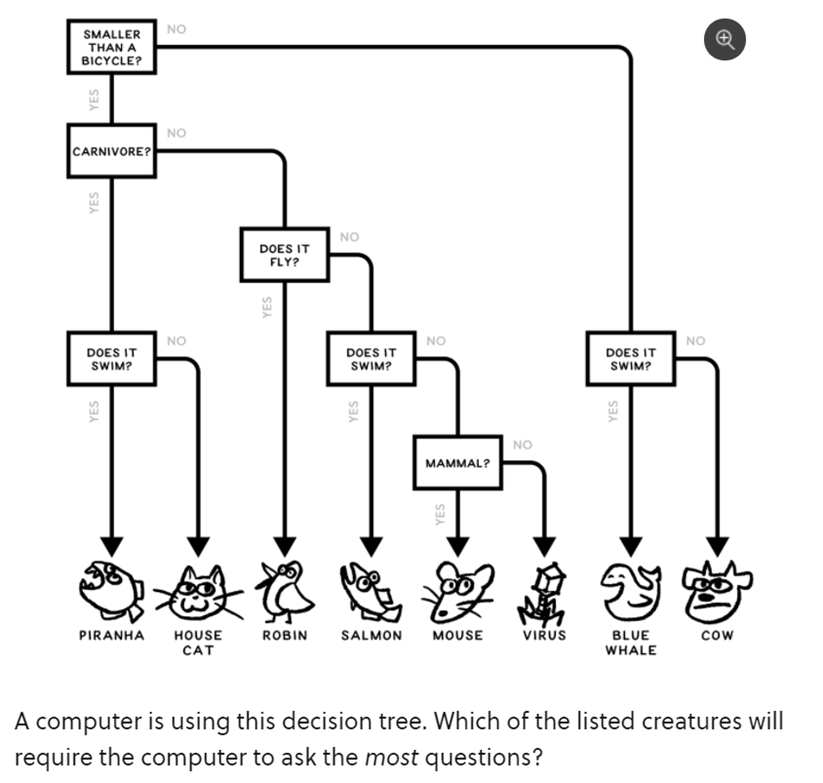 SMALLER
THAN A
BICYCLE?
NO
YES
CARNIVORE?
NO
YES
DOES IT
FLY?
NO
YES
DOES IT
SWIM?
NO
YES
DOES IT
SWIM?
NO
YES
DOES IT
SWIM?
NO
YES
MAMMAL?
NO
YES
PIRANHA
HOUSE
CAT
ROBIN
SALMON
MOUSE
VIRUS
BLUE
WHALE
COW
A computer is using this decision tree. Which of the listed creatures will
require the computer to ask the most questions?